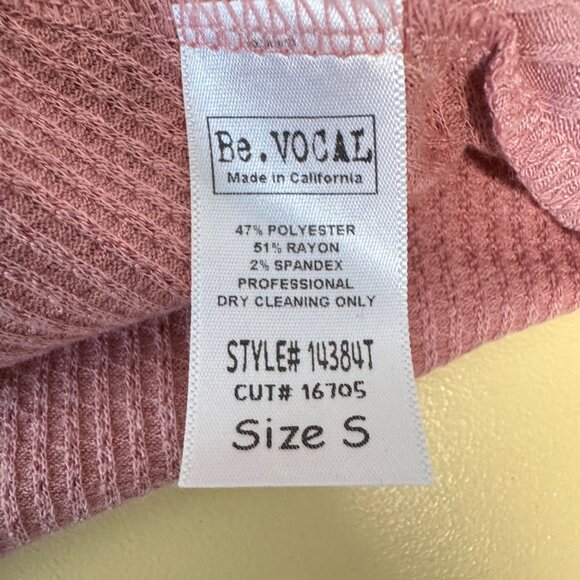 Be.VOCAL
Made in California
47% POLYESTER
51% RAYON
2% SPANDEX
PROFESSIONAL
DRY CLEANING ONLY
STYLE# 14384T
CUT# 16705
Size S